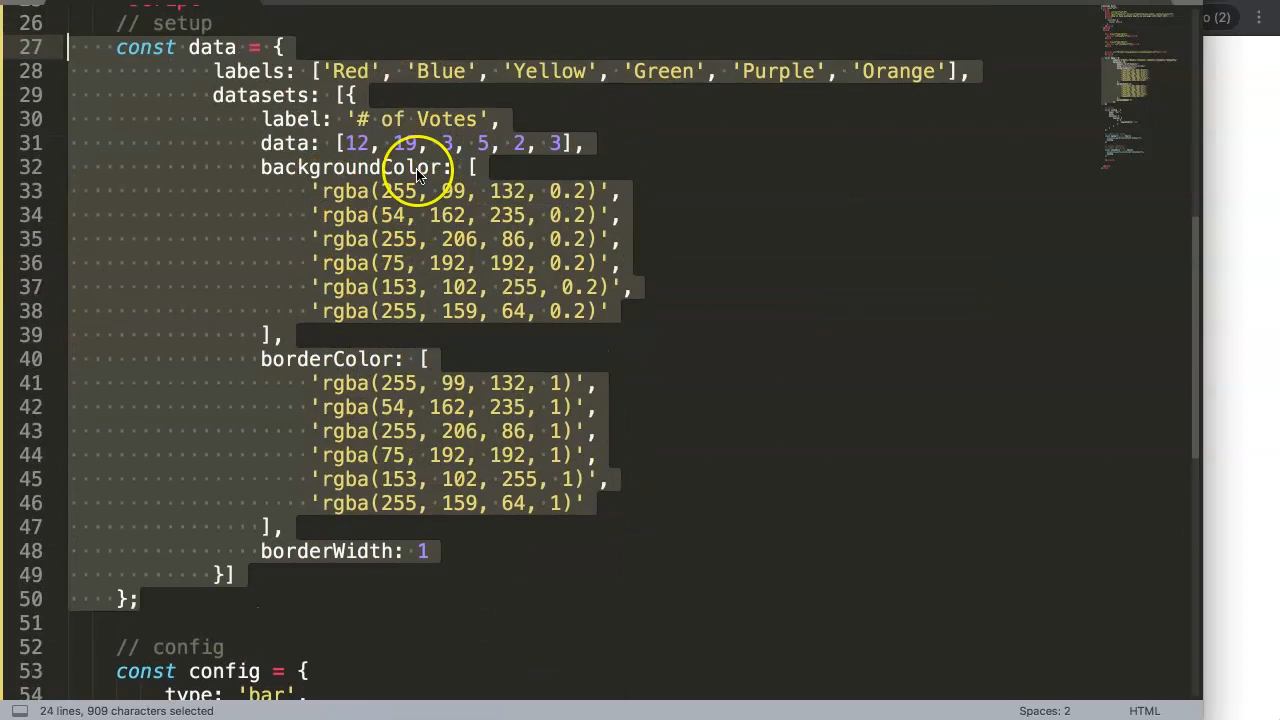 26 // setup
27 const data = {
28 labels: ['Red', 'Blue', 'Yellow', 'Green', 'Purple', 'Orange'],
29 datasets: [{
30 label: '# of Votes',
31 data: [12, 19, 3, 5, 2, 3],
32 backgroundColor: [
33 'rgba(255, 99, 132, 0.2)',
34 'rgba(54, 162, 235, 0.2)',
35 'rgba(255, 206, 86, 0.2)',
36 'rgba(75, 192, 192, 0.2)',
37 'rgba(153, 102, 255, 0.2)',
38 'rgba(255, 159, 64, 0.2)'
39 ],
40 borderColor: [
41 'rgba(255, 99, 132, 1)',
42 'rgba(54, 162, 235, 1)',
43 'rgba(255, 206, 86, 1)',
44 'rgba(75, 192, 192, 1)',
45 'rgba(153, 102, 255, 1)',
46 'rgba(255, 159, 64, 1)'
47 ],
48 borderWidth: 1
49 }]
50 };
51
52 // config
53 const config = {
54 type: 'bar',
24 lines, 909 characters selected
Spaces: 2
HTML
(2)